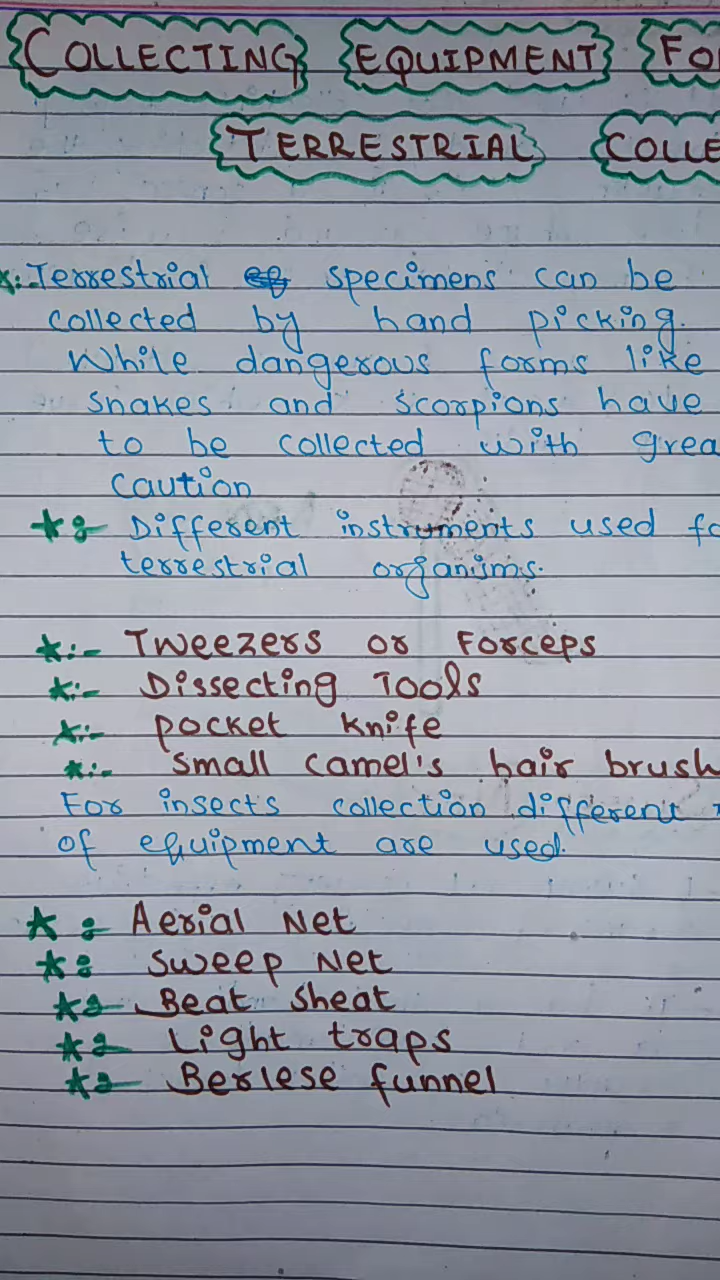 COLLECTING EQUIPMENT FO
TERRESTRIAL COLLE
*:- Terrestrial specimens can be
collected by hand picking.
While dangerous forms like
snakes and scorpions have
to be collected with grea
caution
*:- Different instruments used fo
terrestrial organisms.
*:- Tweezers or Forceps
*:- Dissecting Tools
*:- Pocket Knife
*:- Small camel's hair brush
For insects collection different
of equipment are used.
*:- Aerial Net
*:- Sweep Net
*:- Beat Sheat
*:- Light traps
*:- Berlese funnel